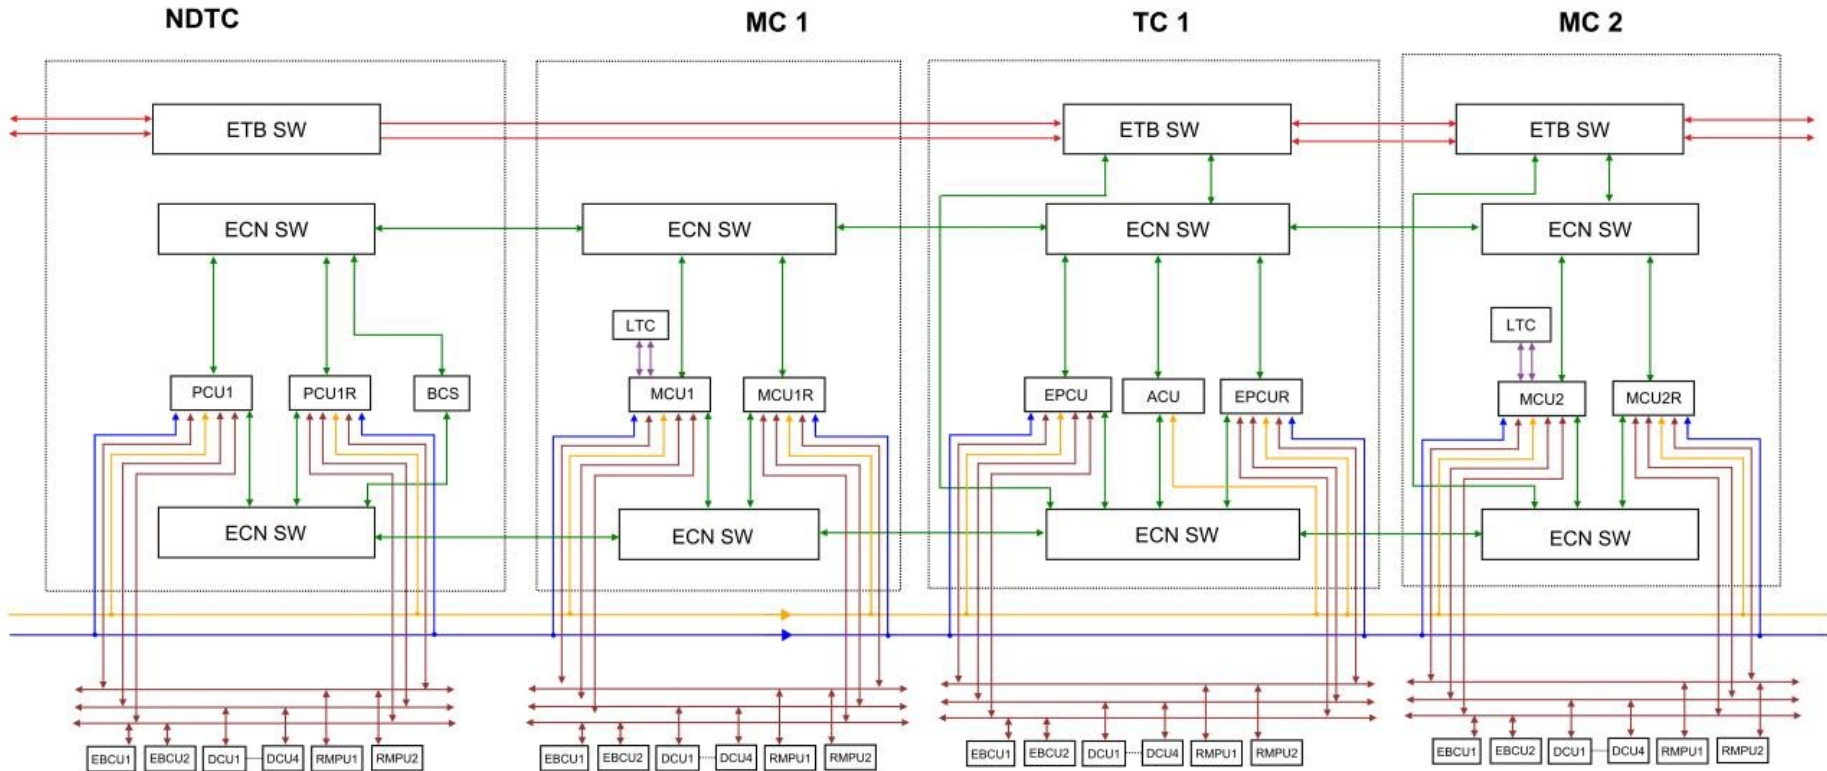 NDTC MC 1 TC 1 MC 2
ETB SW ETB SW ETB SW
ECN SW ECN SW ECN SW ECN SW
LTC LTC
PCU1 PCU1R BCS MCU1 MCU1R EPCU ACU EPCUR MCU2 MCU2R
ECN SW ECN SW ECN SW ECN SW
EBCU1 EBCU2 DCU1 DCU4 RMPU1 RMPU2 EBCU1 EBCU2 DCU1 DCU4 RMPU1 RMPU2 EBCU1 EBCU2 DCU1 DCU4 RMPU1 RMPU2 EBCU1 EBCU2 DCU1 DCU4 RMPU1 RMPU2